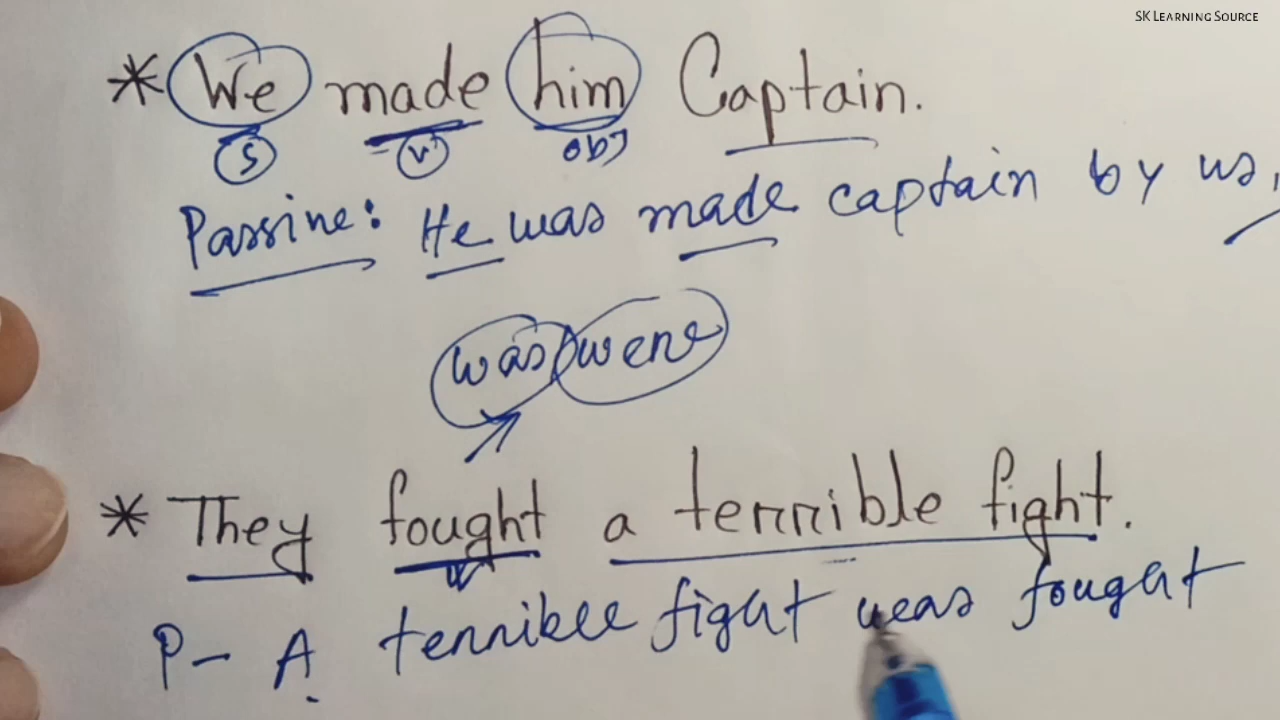 SK LEARNING SOURCE
* We made him Captain.
S V obj
Passive: He was made captain by us,
was were
* They fought a terrible fight.
V
P- A terrible fight was fought